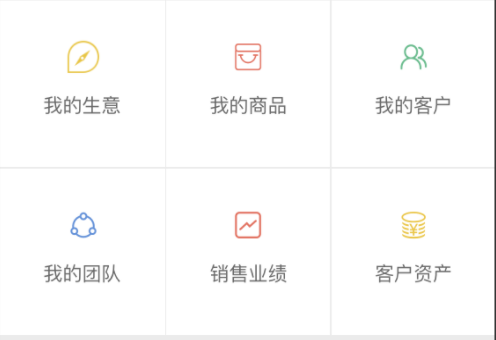 我的生意
我的商品
我的客户
我的团队
销售业绩
客户资产